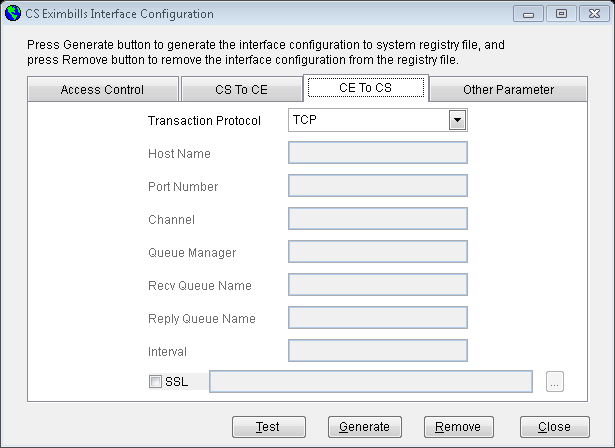 CS Eximbills Interface Configuration
Press Generate button to generate the interface configuration to system registry file, and
press Remove button to remove the interface configuration from the registry file.
Access Control CS To CE CE To CS Other Parameter
Transaction Protocol TCP
Host Name
Port Number
Channel
Queue Manager
Recv Queue Name
Reply Queue Name
Interval
SSL ...
Test Generate Remove Close